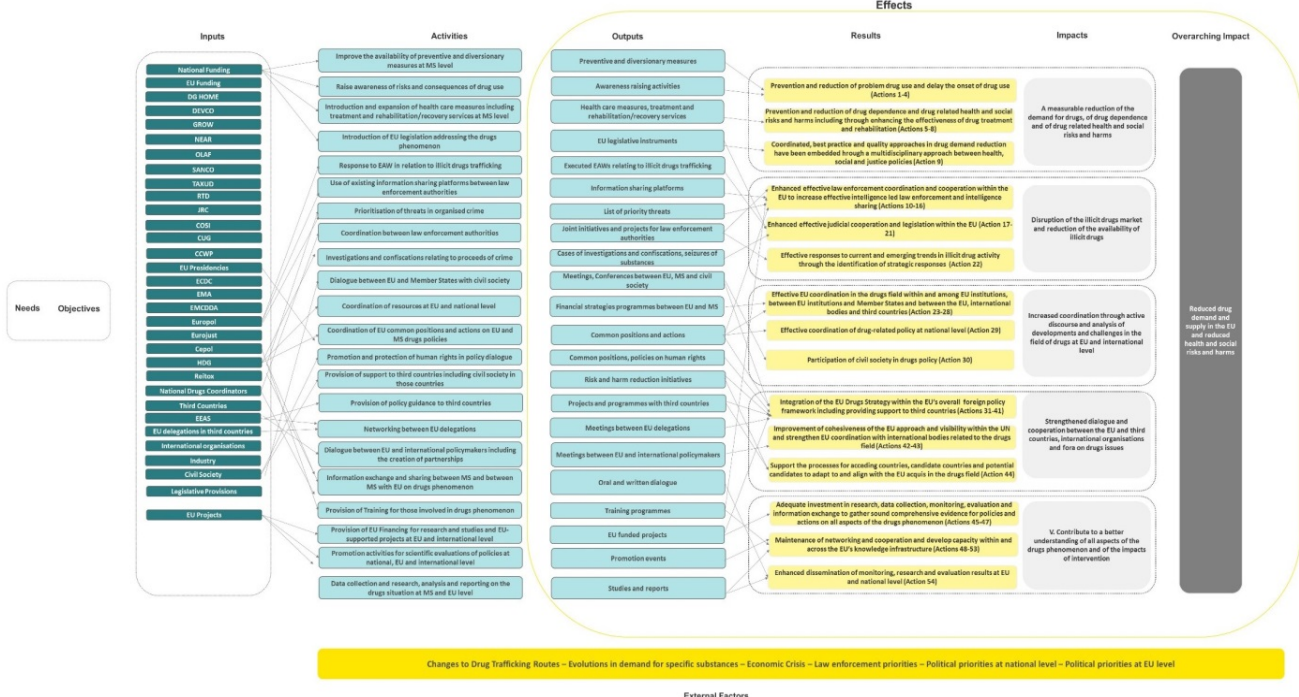 Effects
Inputs
Activities
Outputs
Results
Impacts
Overarching Impact
Needs
Objectives
National Funding
EU Funding
DG HOME
DEVCO
GROW
NEAR
OLAF
SANCO
TAXUD
RTD
JRC
COSI
CUG
CCWP
EU Presidencies
ECDC
EMA
EMCDDA
Europol
Eurojust
Cepol
HDG
Reitox
National Drugs Coordinators
Third Countries
EEAS
EU delegations in third countries
International organisations
Industry
Civil Society
Legislative Provisions
EU Projects
Improve the availability of preventive and diversionary
measures at MS level
Raise awareness of risks and consequences of drug use
Introduction and expansion of health care measures including
treatment and rehabilitation/recovery services at MS level
Introduction of EU legislation addressing the drugs
phenomenon
Response to EAW in relation to illicit drugs trafficking
Use of existing information sharing platforms between law
enforcement authorities
Prioritisation of threats in organised crime
Coordination between law enforcement authorities
Investigations and confiscations relating to proceeds of crime
Dialogue between EU and Member States with civil society
Coordination of resources at EU and national level
Coordination of EU common positions and actions on EU and
MS drugs policies
Promotion and protection of human rights in policy dialogue
Provision of support to third countries including civil society in
those countries
Provision of policy guidance to third countries
Networking between EU delegations
Dialogue between EU and international policymakers including
the creation of partnerships
Information exchange and sharing between MS and between
MS with EU on drugs phenomenon
Provision of Training for those involved in drugs phenomenon
Provision of EU Financing for research and studies and EU-
supported projects at EU and international level
Promotion activities for scientific evaluations of policies at
national, EU and international level
Data collection and research, analysis and reporting on the
drugs situation at MS and EU level
Preventive and diversionary measures
Awareness raising activities
Health care measures, treatment and
rehabilitation/recovery services
EU legislative instruments
Executed EAWs relating to illicit drugs trafficking
Information sharing platforms
List of priority threats
Joint initiatives and projects for law enforcement
authorities
Cases of investigations and confiscations, seizures of
substances
Meetings, Conferences between EU, MS and civil
society
Financial strategies programmes between EU and MS
Common positions and actions
Common positions, policies on human rights
Risk and harm reduction initiatives
Projects and programmes with third countries
Meetings between EU delegations
Meetings between EU and international policymakers
Oral and written dialogue
Training programmes
EU funded projects
Promotion events
Studies and reports
Prevention and reduction of problem drug use and delay the onset of drug use
(Actions 1-4)
Prevention and reduction of drug dependence and drug related health and social
risks and harms including through enhancing the effectiveness of drug treatment
and rehabilitation (Actions 5-8)
Coordinated, best practice and quality approaches in drug demand reduction
have been embedded through a multidisciplinary approach between health,
social and justice policies (Action 9)
Enhanced effective law enforcement coordination and cooperation within the
EU to increase effective intelligence led law enforcement and intelligence
sharing (Actions 10-16)
Enhanced effective judicial cooperation and legislation within the EU (Action 17-
21)
Effective responses to current and emerging trends in illicit drug activity
through the identification of strategic responses (Action 22)
Effective EU coordination in the drugs field within and among EU institutions,
between EU institutions and Member States and between the EU, international
bodies and third countries (Action 23-28)
Effective coordination of drug-related policy at national level (Action 29)
Participation of civil society in drugs policy (Action 30)
Integration of the EU Drugs Strategy within the EU's overall foreign policy
framework including providing support to third countries (Actions 31-41)
Improvement of cohesiveness of the EU approach and visibility within the UN
and strengthen EU coordination with international bodies related to the drugs
field (Actions 42-43)
Support the processes for acceding countries, candidate countries and potential
candidates to adapt to and align with the EU acquis in the drugs field (Action 44)
Adequate investment in research, data collection, monitoring, evaluation and
information exchange to gather sound comprehensive evidence for policies and
actions on all aspects of the drugs phenomenon (Actions 45-47)
Maintenance of networking and cooperation and develop capacity within and
across the EU's knowledge infrastructure (Actions 48-53)
Enhanced dissemination of monitoring, research and evaluation results at EU
and national level (Action 54)
A measurable reduction of the
demand for drugs, of drug dependence
and of drug related health and social
risks and harms
Disruption of the illicit drugs market
and reduction of the availability of
illicit drugs
Increased coordination through active
discourse and analysis of
developments and challenges in the
field of drugs at EU and international
level
Strengthened dialogue and
cooperation between the EU and third
countries, international organisations
and fora on drugs issues
V. Contribute to a better
understanding of all aspects of the
drugs phenomenon and of the impacts
of intervention
Reduced drug
demand and
supply in the EU
and reduced
health and social
risks and harms
Changes to Drug Trafficking Routes – Evolutions in demand for specific substances – Economic Crisis – Law enforcement priorities – Political priorities at national level – Political priorities at EU level
External Factors